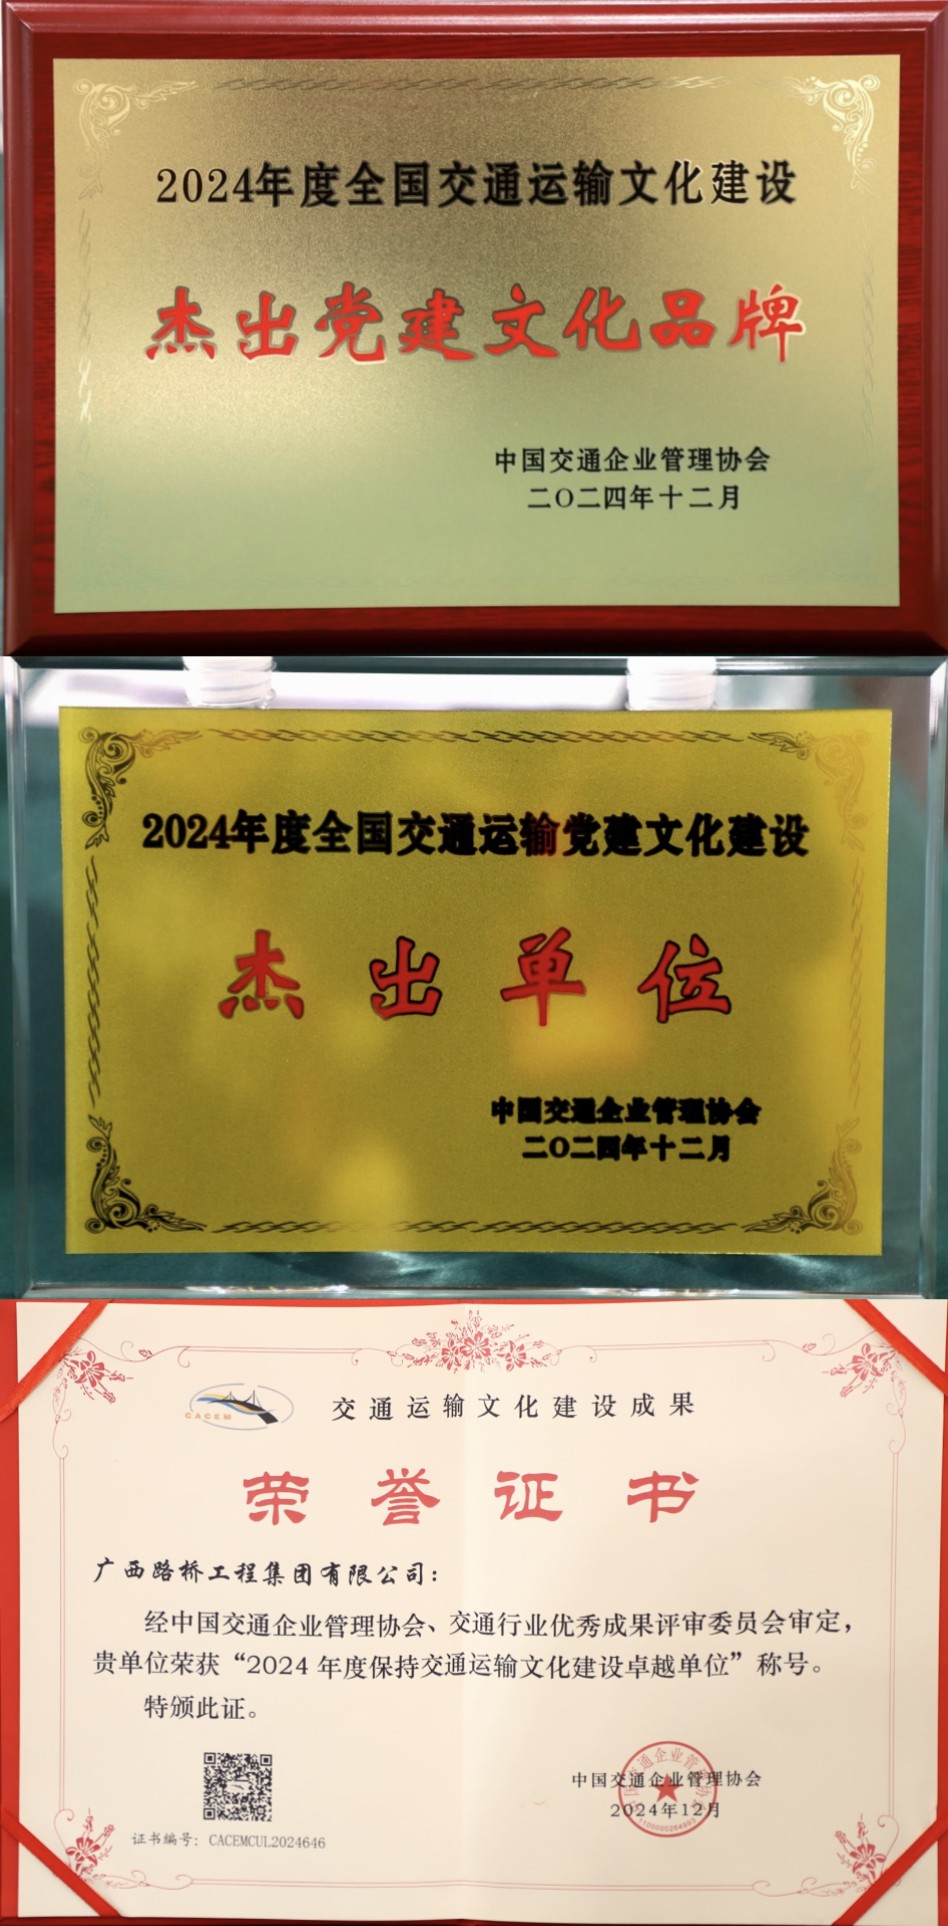 2024年度全国交通运输文化建设
杰出党建文化品牌
中国交通企业管理协会
二〇二四年十二月
2024年度全国交通运输党建文化建设
杰出单位
中国交通企业管理协会
二〇二四年十二月
CACEM
交通运输文化建设成果
荣誉证书
广西路桥工程集团有限公司：
经中国交通企业管理协会、交通行业优秀成果评审委员会审定，
贵单位荣获“2024年度保持交通运输文化建设卓越单位”称号。
特颁此证。
中国交通企业管理协会
2024年12月
证书编号：CACEMCUL2024646